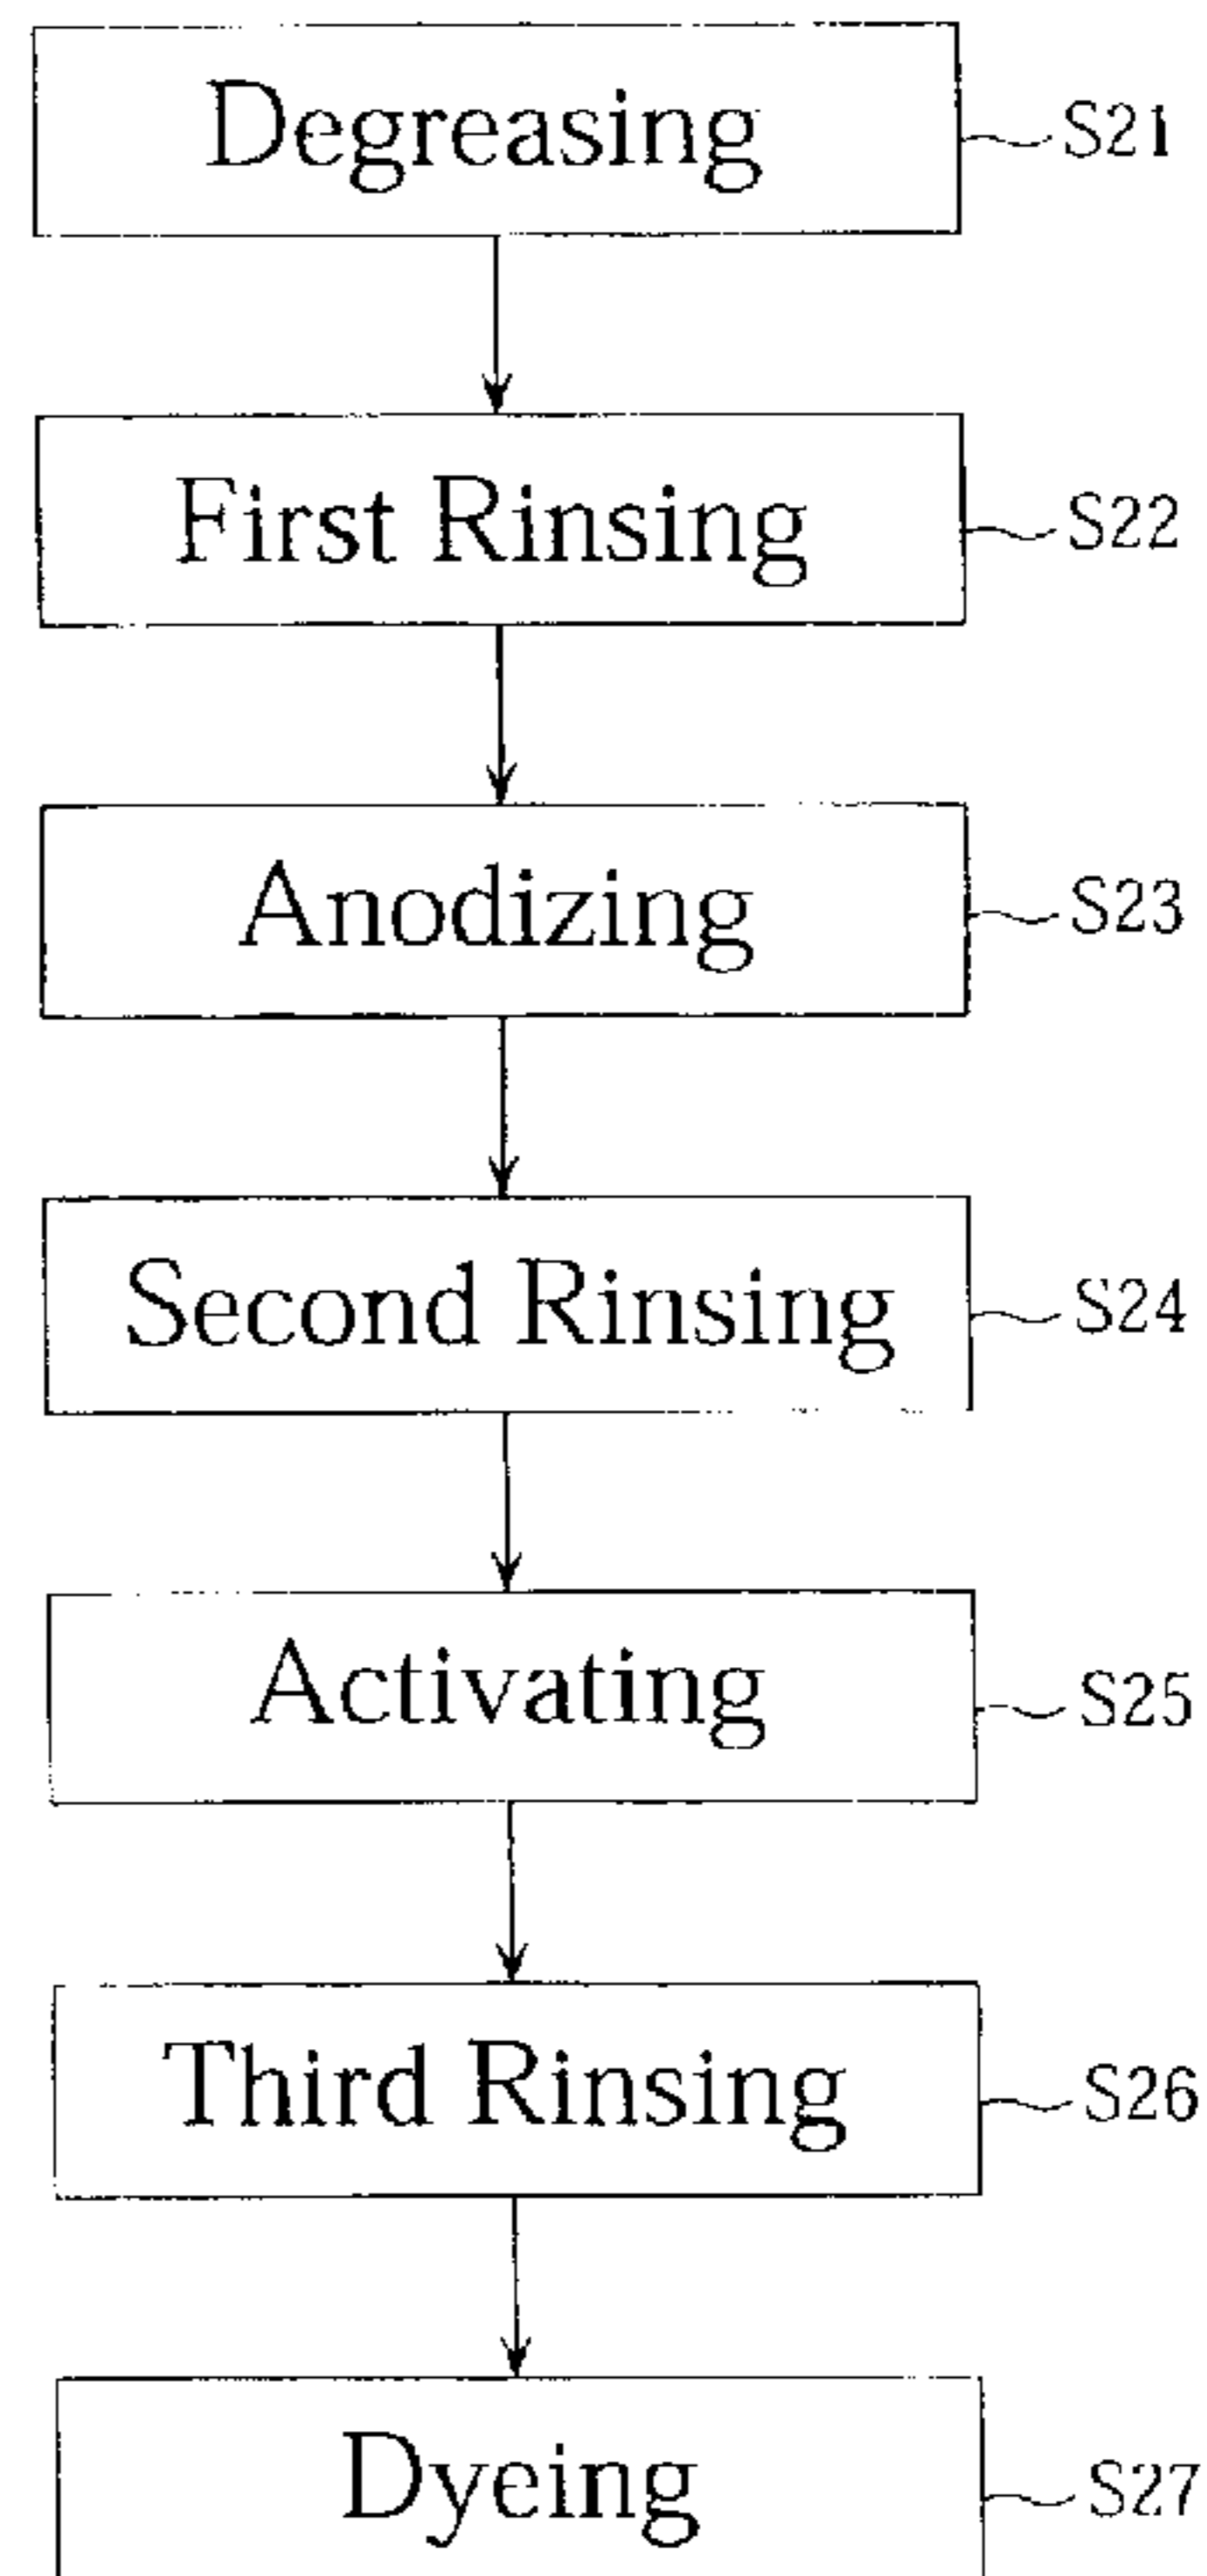 Degreasing
S21
First Rinsing
S22
Anodizing
S23
Second Rinsing
S24
Activating
S25
Third Rinsing
S26
Dyeing
S27